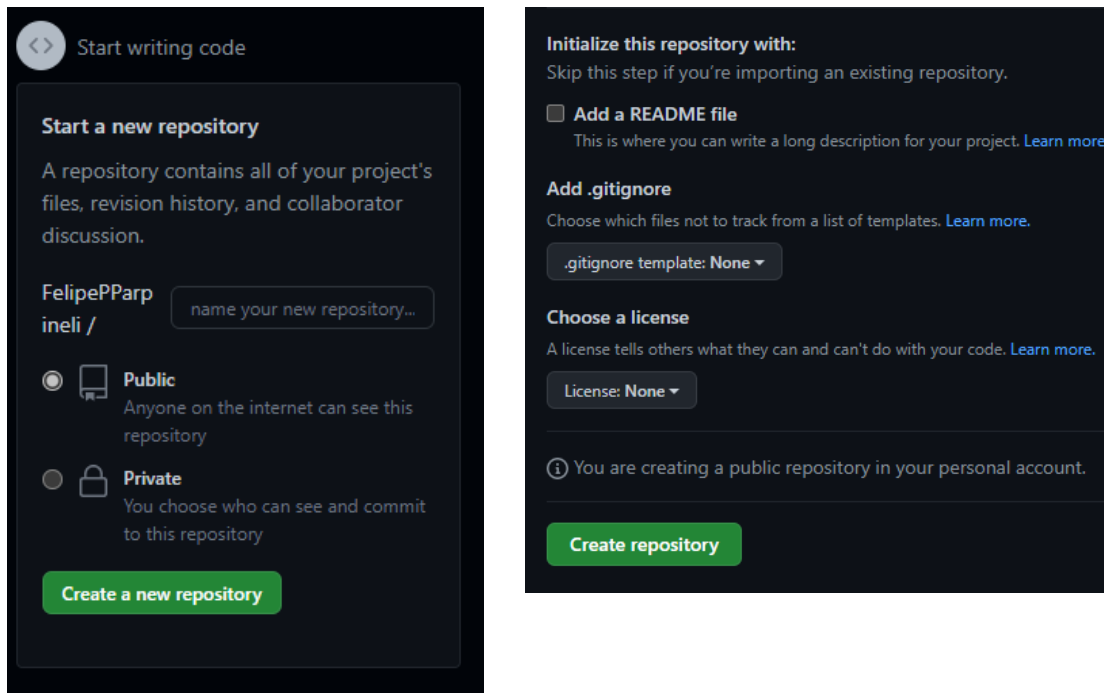 Start writing code
Start a new repository
A repository contains all of your project's
files, revision history, and collaborator
discussion.
FelipePParp
ineli /
name your new repository...
Public
Anyone on the internet can see this
repository
Private
You choose who can see and commit
to this repository
Create a new repository
Initialize this repository with:
Skip this step if you're importing an existing repository.
Add a README file
This is where you can write a long description for your project. Learn more
Add .gitignore
Choose which files not to track from a list of templates. Learn more.
.gitignore template: None
Choose a license
A license tells others what they can and can't do with your code. Learn more.
License: None
You are creating a public repository in your personal account.
Create repository